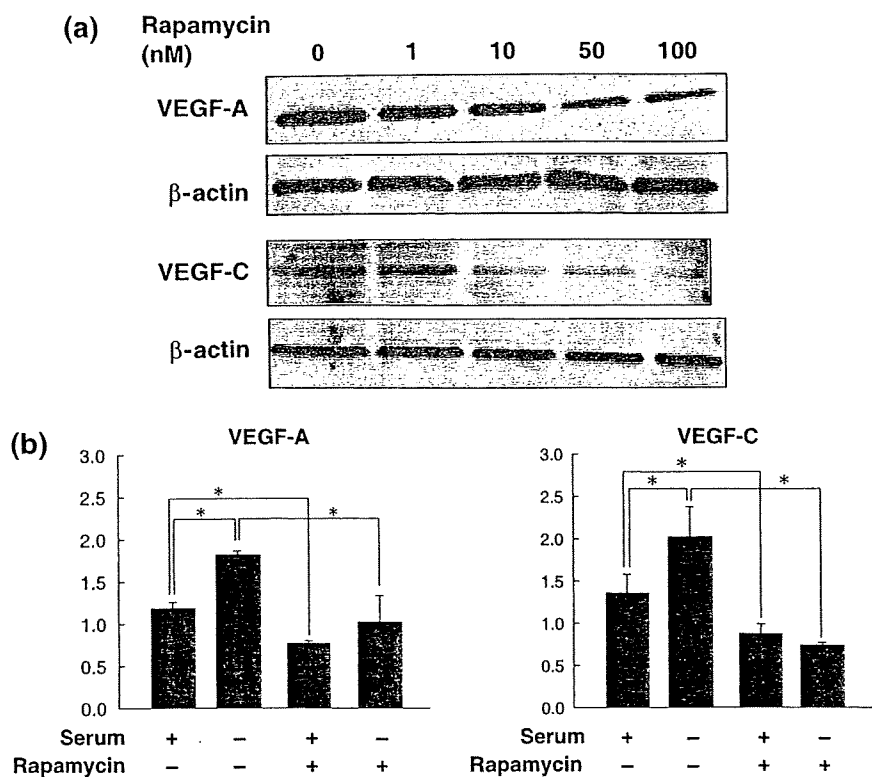 (a)
Rapamycin
(nM) 0 1 10 50 100
VEGF-A
β-actin
VEGF-C
β-actin
(b)
VEGF-A
3.0
2.5
2.0
1.5
1.0
0.5
0.0
* * *
Serum + – + –
Rapamycin – – + +
VEGF-C
3.0
2.5
2.0
1.5
1.0
0.5
0.0
* * *
+ – + –
– – + +